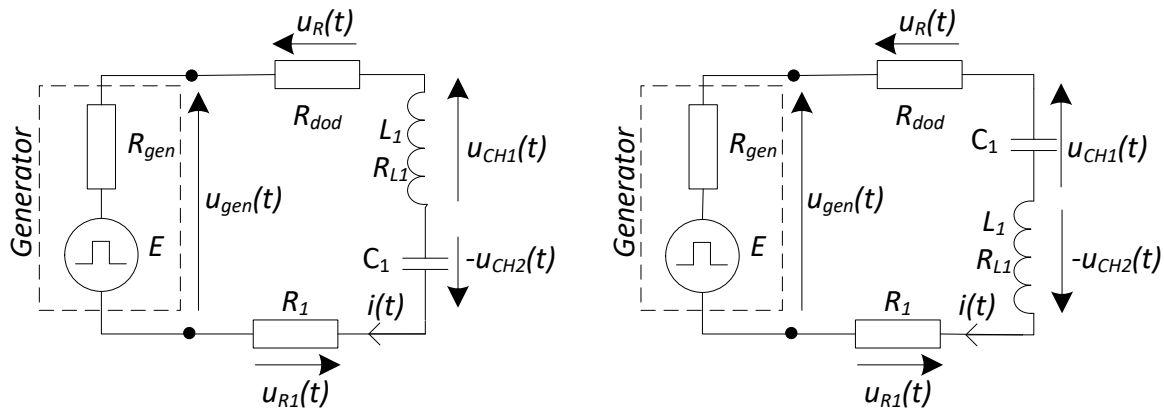 u_R(t)
R_dod
Generator
R_gen
E
u_gen(t)
L_1
R_L1
u_CH1(t)
C_1
-u_CH2(t)
R_1
i(t)
u_R1(t)
u_R(t)
R_dod
Generator
R_gen
E
u_gen(t)
C_1
u_CH1(t)
L_1
R_L1
-u_CH2(t)
R_1
i(t)
u_R1(t)